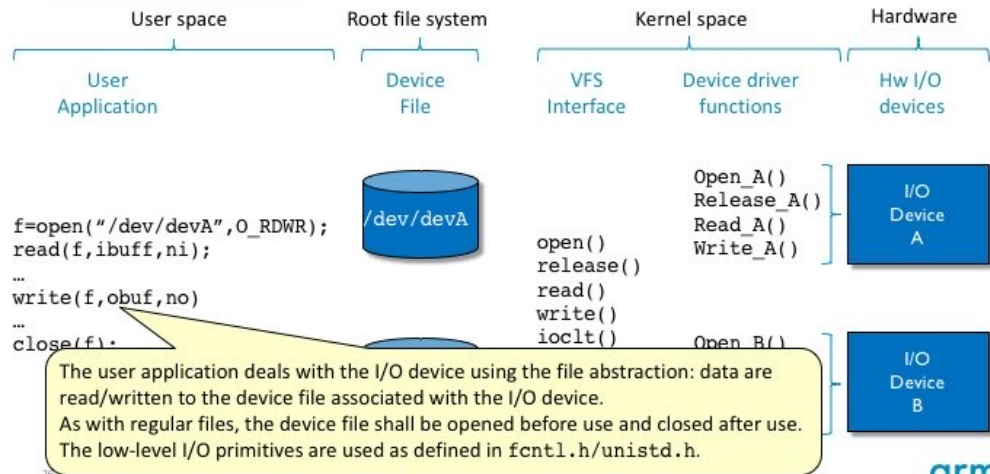 User space Root file system Kernel space Hardware
User Application
Device File
VFS Interface
Device driver functions
Hw I/O devices
f=open("/dev/devA",O_RDWR);
read(f,ibuff,ni);
…
write(f,obuf,no)
…
close(f);
/dev/devA
open()
release()
read()
write()
ioclt()
Open_A()
Release_A()
Read_A()
Write_A()
I/O
Device
A
Open_B()
I/O
Device
B
The user application deals with the I/O device using the file abstraction: data are
read/written to the device file associated with the I/O device.
As with regular files, the device file shall be opened before use and closed after use.
The low-level I/O primitives are used as defined in fcntl.h/unistd.h.
arm